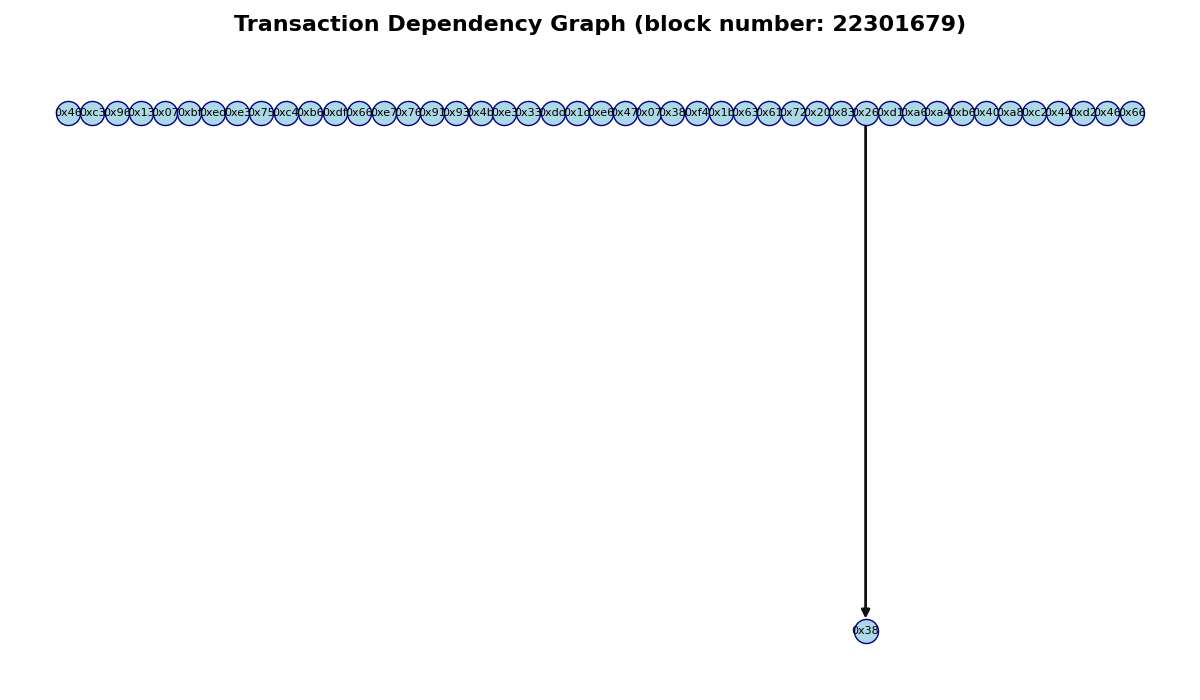 Transaction Dependency Graph (block number: 22301679)
0x46 0xc3 0x96 0x13 0x07 0xbf 0xed 0xe3 0x75 0xc4 0xb6 0xdf 0x66 0xe7 0x76 0x91 0x93 0x4b 0xe3 0x33 0xdd 0x1d 0xe6 0x47 0x07 0x38 0xf4 0x1b 0x63 0x61 0x72 0x20 0x83 0x26 0xd1 0xa6 0xa4 0xb6 0x40 0xa8 0xc2 0x44 0xd2 0x46 0x66
0x38